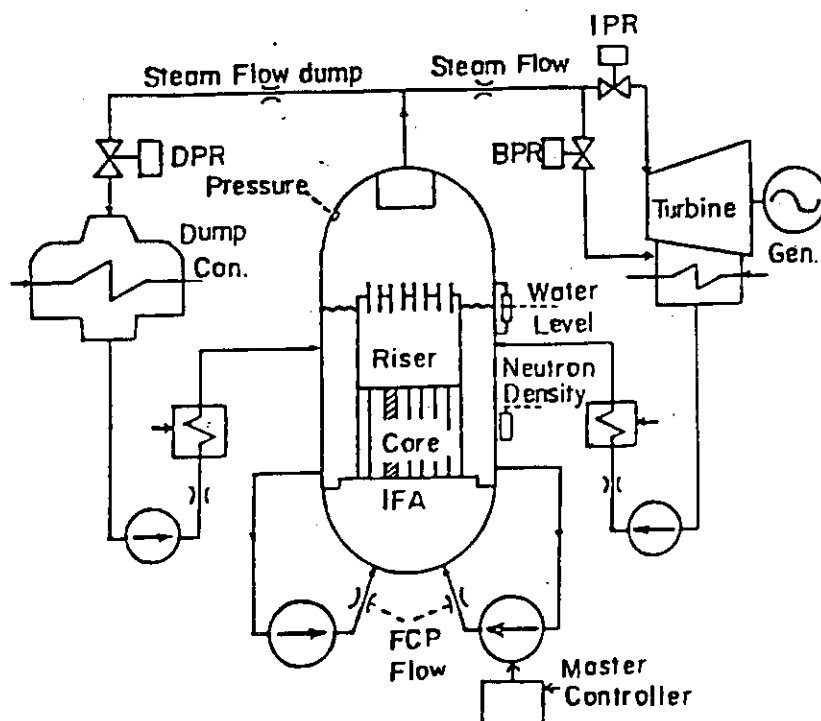 IPR
Steam Flow dump
Steam Flow
DPR
BPR
Pressure
Turbine
Dump
Con.
Gen.
Water
Level
Riser
Neutron
Density
Core
IFA
FCP
Flow
Master
Controller